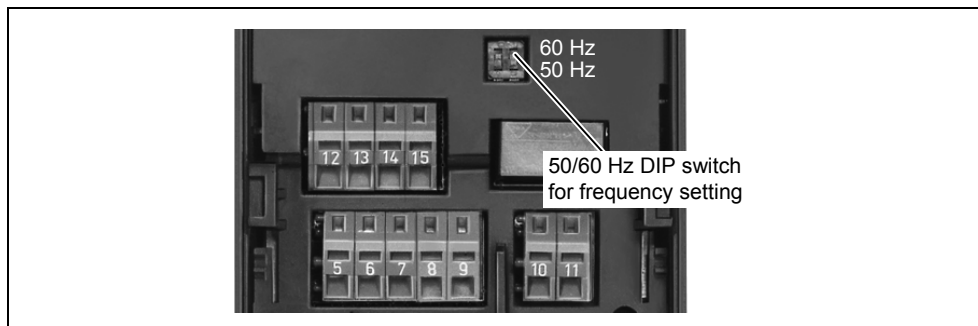 60 Hz
50 Hz
12 13 14 15
50/60 Hz DIP switch
for frequency setting
5 6 7 8 9 10 11